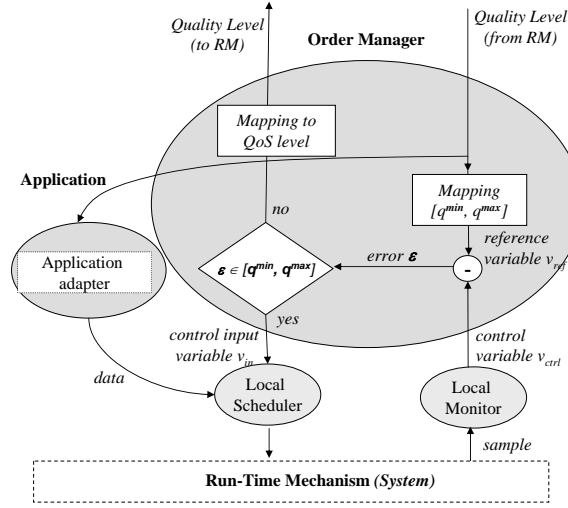 Quality Level
(to RM)
Quality Level
(from RM)
Order Manager
Mapping to
QoS level
Application
Mapping
[q^min, q^max]
no
reference
variable v_ref
Application
adapter
ε ∈ [q^min, q^max]
error ε
-
yes
control input
variable v_in
control
variable v_ctrl
data
Local
Scheduler
Local
Monitor
sample
Run-Time Mechanism (System)